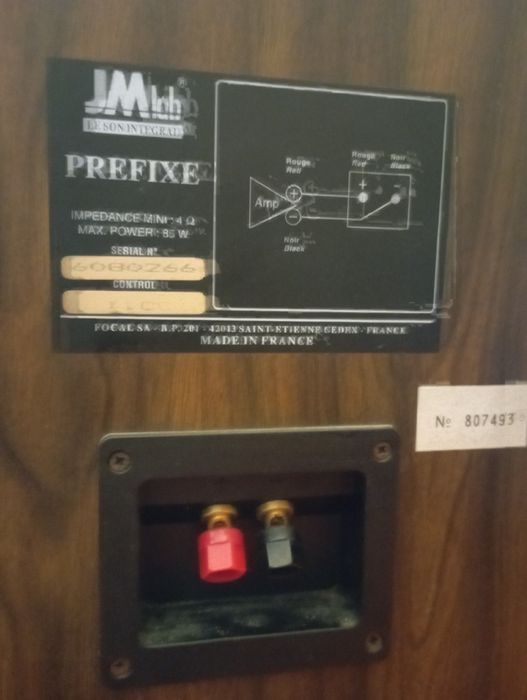 JMlab®
LE SON INTEGRAL
PREFIXE
IMPEDANCE MINI : 4 Ω
MAX. POWER : 85 W
SERIAL N°
6080266
CONTROL
Rouge
Red
Rouge
Red
Noir
Black
Amp
+
−
+
-
Noir
Black
FOCAL SA - B.P. 201 - 42013 SAINT-ETIENNE CEDEX - FRANCE
MADE IN FRANCE
№ 807493